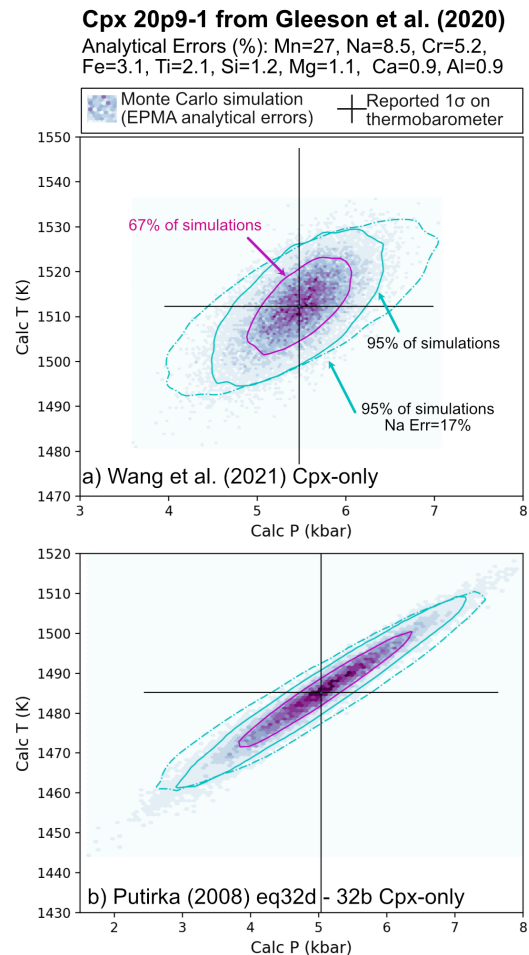 Cpx 20p9-1 from Gleeson et al. (2020)
Analytical Errors (%): Mn=27, Na=8.5, Cr=5.2,
Fe=3.1, Ti=2.1, Si=1.2, Mg=1.1, Ca=0.9, Al=0.9
Monte Carlo simulation
(EPMA analytical errors)
Reported 1σ on
thermobarometer
1550
1540
1530
1520
1510
1500
1490
1480
1470
Calc T (K)
67% of simulations
95% of simulations
95% of simulations
Na Err=17%
a) Wang et al. (2021) Cpx-only
3 4 5 6 7 8
Calc P (kbar)
1520
1510
1500
1490
1480
1470
1460
1450
1440
1430
Calc T (K)
b) Putirka (2008) eq32d - 32b Cpx-only
2 3 4 5 6 7 8
Calc P (kbar)